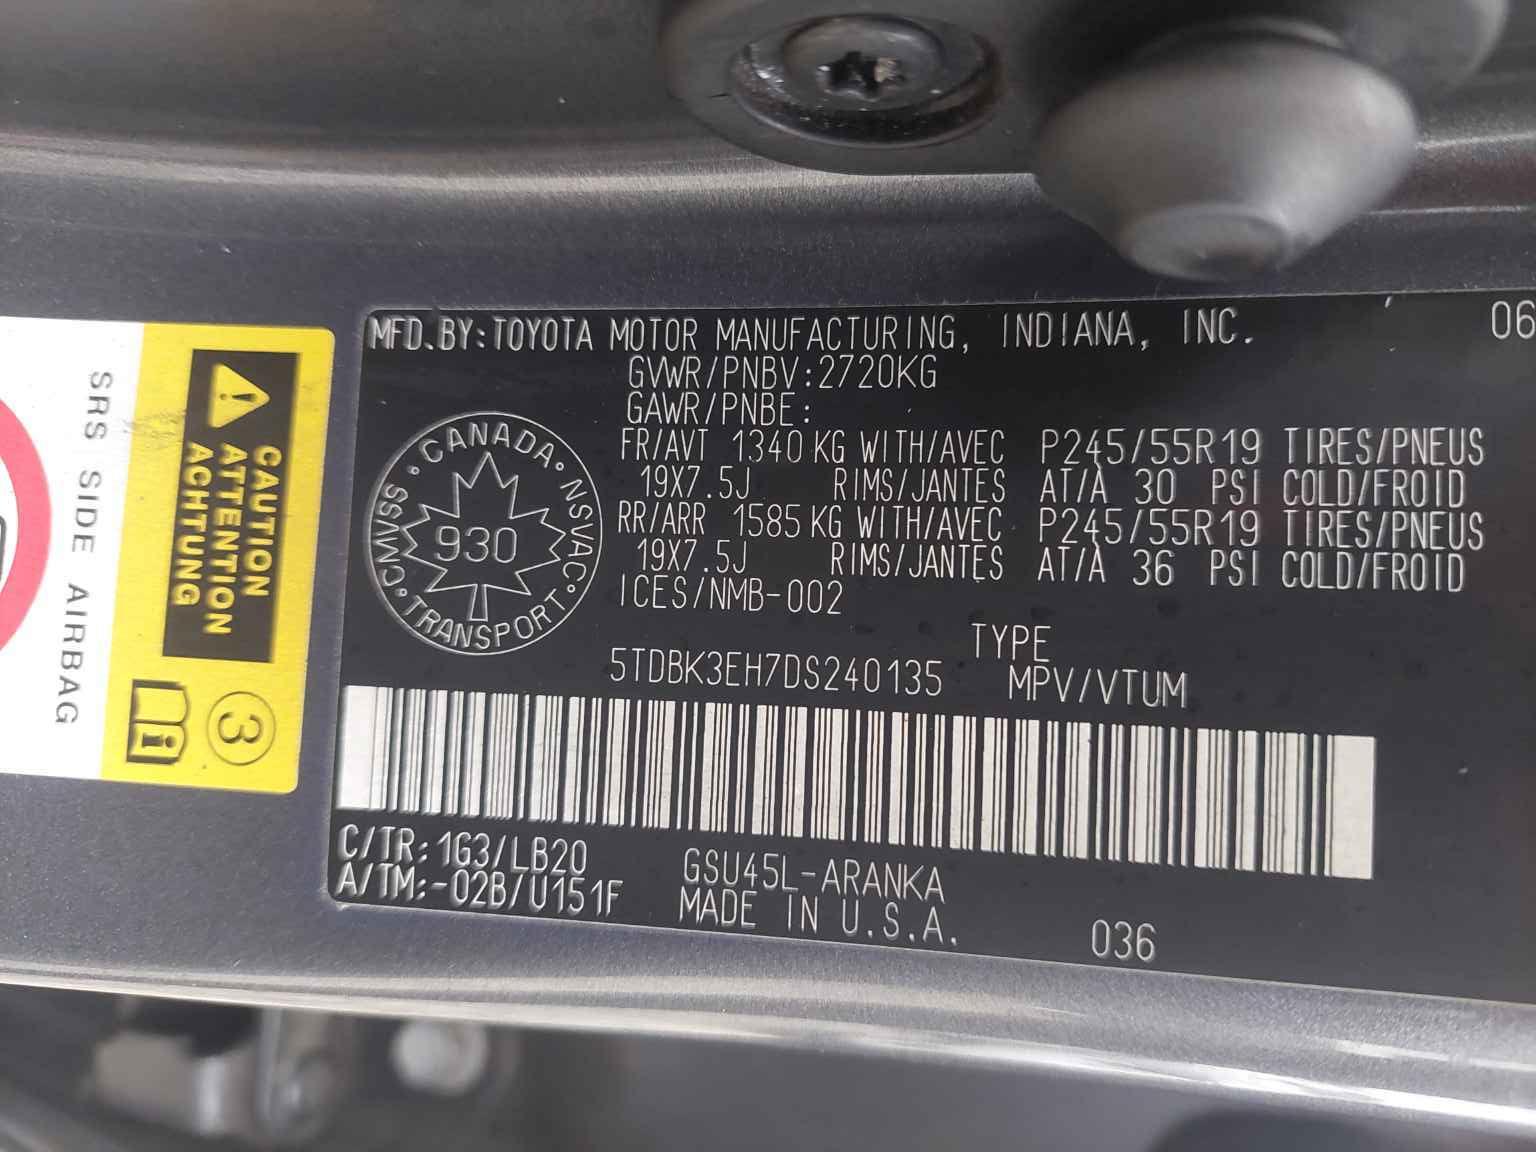 MFD.BY:TOYOTA MOTOR MANUFACTURING, INDIANA, INC. 06
GVWR/PNBV:2720KG
GAWR/PNBE:
FR/AVT 1340 KG WITH/AVEC P245/55R19 TIRES/PNEUS
19X7.5J RIMS/JANTES AT/À 30 PSI COLD/FROID
RR/ARR 1585 KG WITH/AVEC P245/55R19 TIRES/PNEUS
19X7.5J RIMS/JANTES AT/À 36 PSI COLD/FROID
ICES/NMB-002
CANADA • NSVAC • TRANSPORT • CMVSS •
930
TYPE
5TDBK3EH7DS240135 MPV/VTUM
C/TR:1G3/LB20
A/TM:-02B/U151F
GSU45L-ARANKA
MADE IN U.S.A.
036
CAUTION
ATTENTION
ACHTUNG
3
i
SRS SIDE AIRBAG